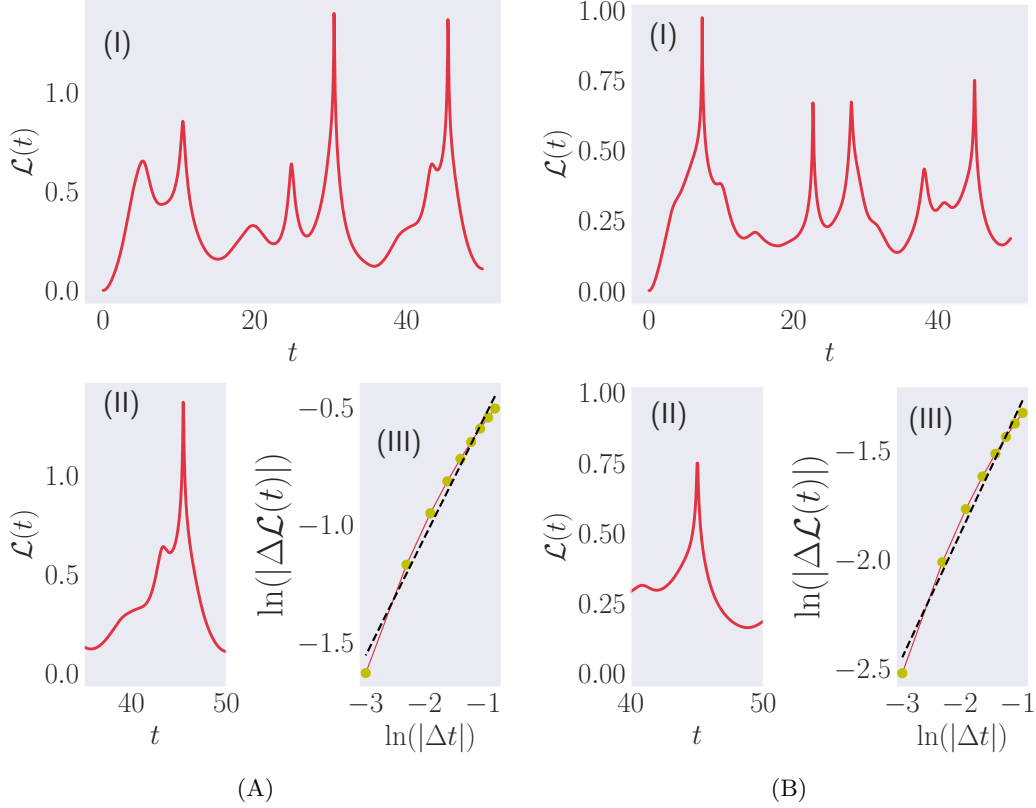 (I)
ℒ(t)
1.0
0.5
0.0
0
20
40
t
(I)
ℒ(t)
1.00
0.75
0.50
0.25
0.00
0
20
40
t
(II)
ℒ(t)
1.0
0.5
0.0
40
50
t
(III)
ln(|Δℒ(t)|)
−0.5
−1.0
−1.5
−3
−2
−1
ln(|Δt|)
(II)
ℒ(t)
1.00
0.75
0.50
0.25
0.00
40
50
t
(III)
ln(|Δℒ(t)|)
−1.5
−2.0
−2.5
−3
−2
−1
ln(|Δt|)
(A)
(B)